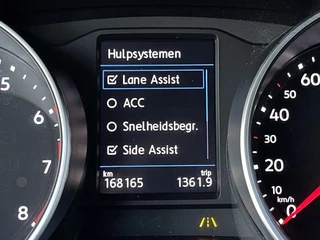 Hulpsystemen
Lane Assist
ACC
Snelheidsbegr.
Side Assist
km trip
168165 1361.9
5
6
7
8
60
50
40
30
20
10
0
km/h